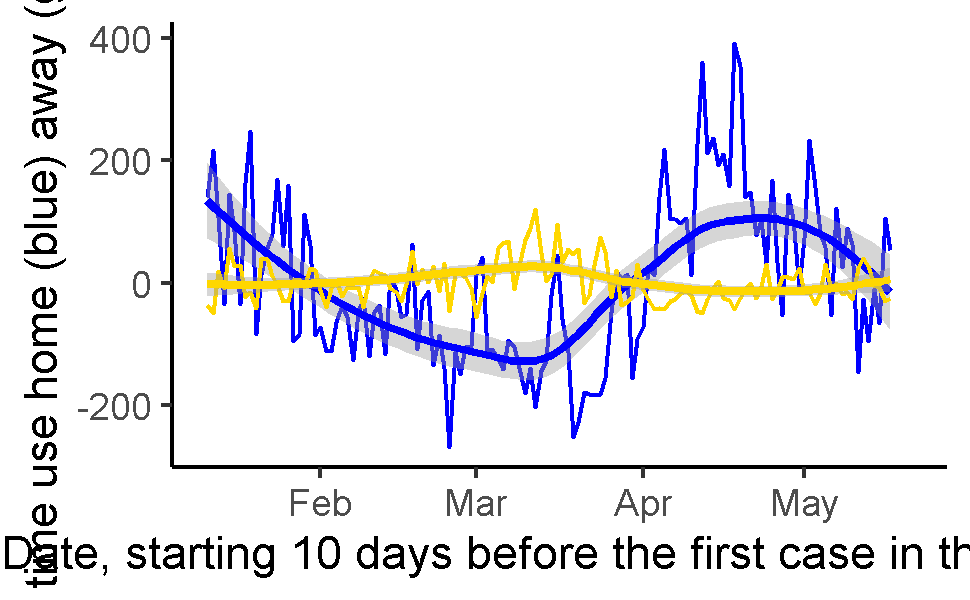 time use home (blue) away (g
400
200
0
-200
Feb Mar Apr May
Date, starting 10 days before the first case in th